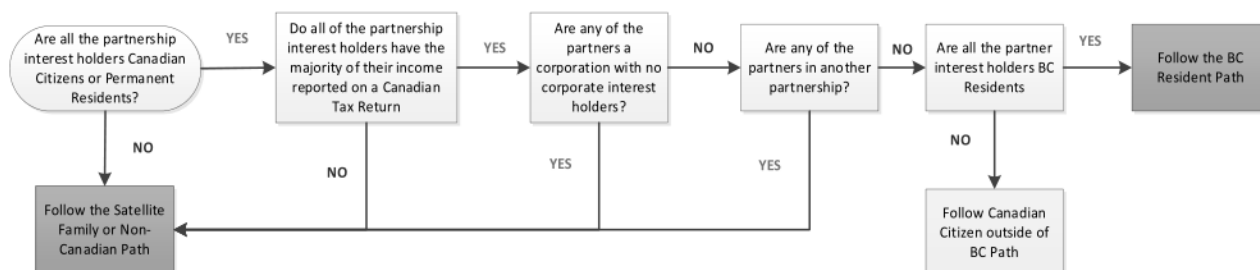 Are all the partnership
interest holders Canadian
Citizens or Permanent
Residents?
YES
Do all of the partnership
interest holders have the
majority of their income
reported on a Canadian
Tax Return
YES
Are any of the
partners a
corporation with no
corporate interest
holders?
NO
Are any of the
partners in another
partnership?
NO
Are all the partner
interest holders BC
Residents
YES
Follow the BC
Resident Path
NO
NO
YES
YES
NO
Follow the Satellite
Family or Non-
Canadian Path
Follow Canadian
Citizen outside of
BC Path